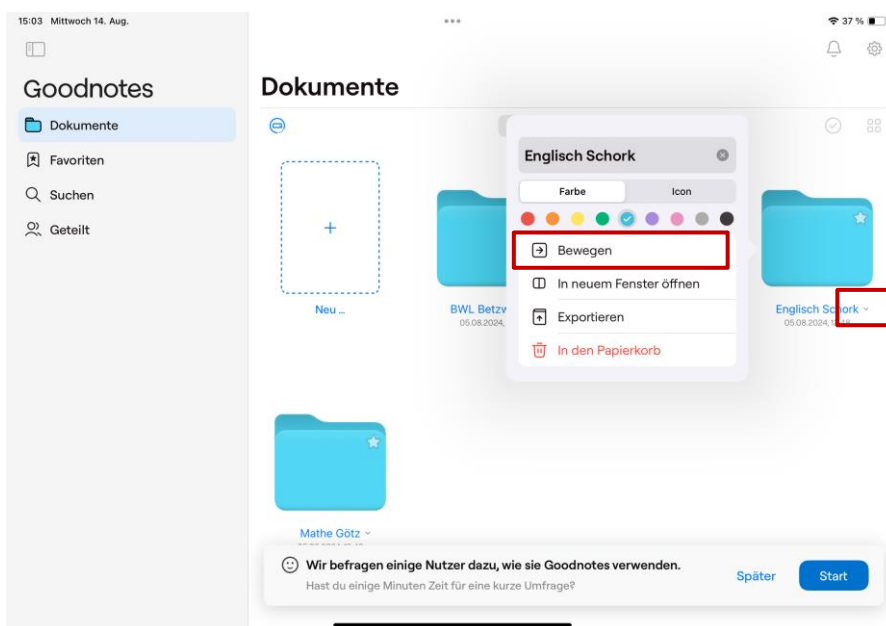 15:03 Mittwoch 14. Aug.
37 %
Goodnotes
Dokumente
Favoriten
Suchen
Geteilt
Dokumente
Englisch Schork
Farbe Icon
Bewegen
In neuem Fenster öffnen
Exportieren
In den Papierkorb
Neu ...
BWL
05.08.2024,
Englisch Schork
05.08.2024,
Mathe Götz
Wir befragen einige Nutzer dazu, wie sie Goodnotes verwenden.
Hast du einige Minuten Zeit für eine kurze Umfrage?
Später
Start